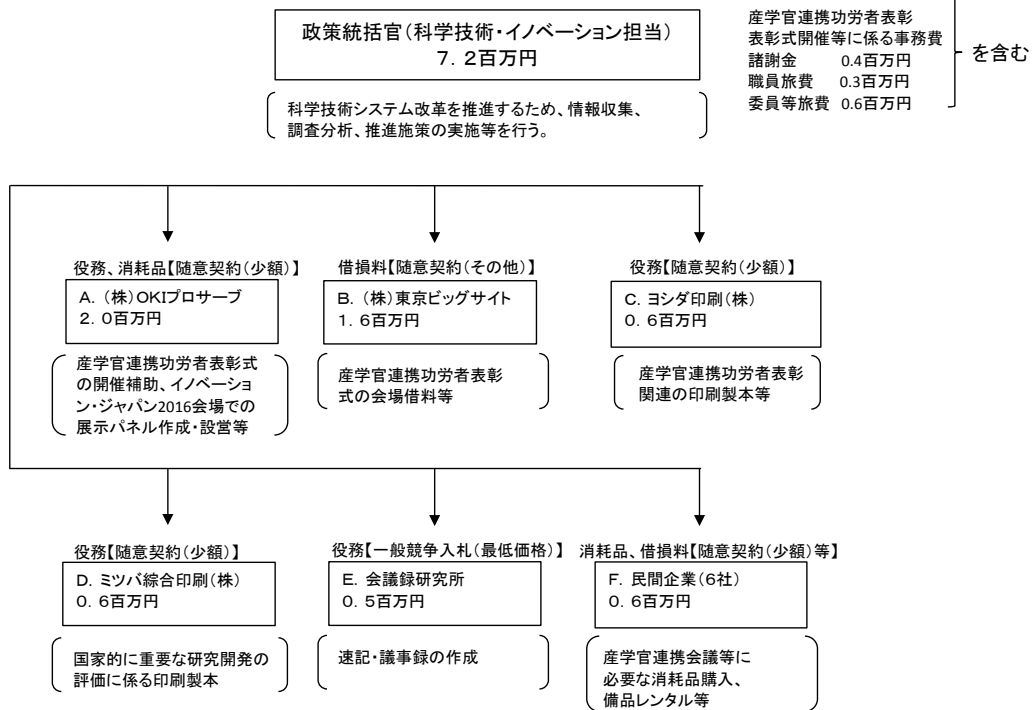 政策統括官（科学技術・イノベーション担当）
７．２百万円
産学官連携功労者表彰
表彰式開催等に係る事務費
諸謝金 0.4百万円
職員旅費 0.3百万円
委員等旅費 0.6百万円
を含む
科学技術システム改革を推進するため、情報収集、
調査分析、推進施策の実施等を行う。
役務、消耗品【随意契約（少額）】
A．（株）OKIプロサーブ
２．０百万円
産学官連携功労者表彰式
の開催補助、イノベーショ
ン・ジャパン2016会場での
展示パネル作成・設営等
借損料【随意契約（その他）】
B．（株）東京ビッグサイト
１．６百万円
産学官連携功労者表彰
式の会場借料等
役務【随意契約（少額）】
C．ヨシダ印刷（株）
０．６百万円
産学官連携功労者表彰
関連の印刷製本等
役務【随意契約（少額）】
D．ミツバ綜合印刷（株）
０．６百万円
国家的に重要な研究開発の
評価に係る印刷製本
役務【一般競争入札（最低価格）】
E．会議録研究所
０．５百万円
速記・議事録の作成
消耗品、借損料【随意契約（少額）等】
F．民間企業（６社）
０．６百万円
産学官連携会議等に
必要な消耗品購入、
備品レンタル等